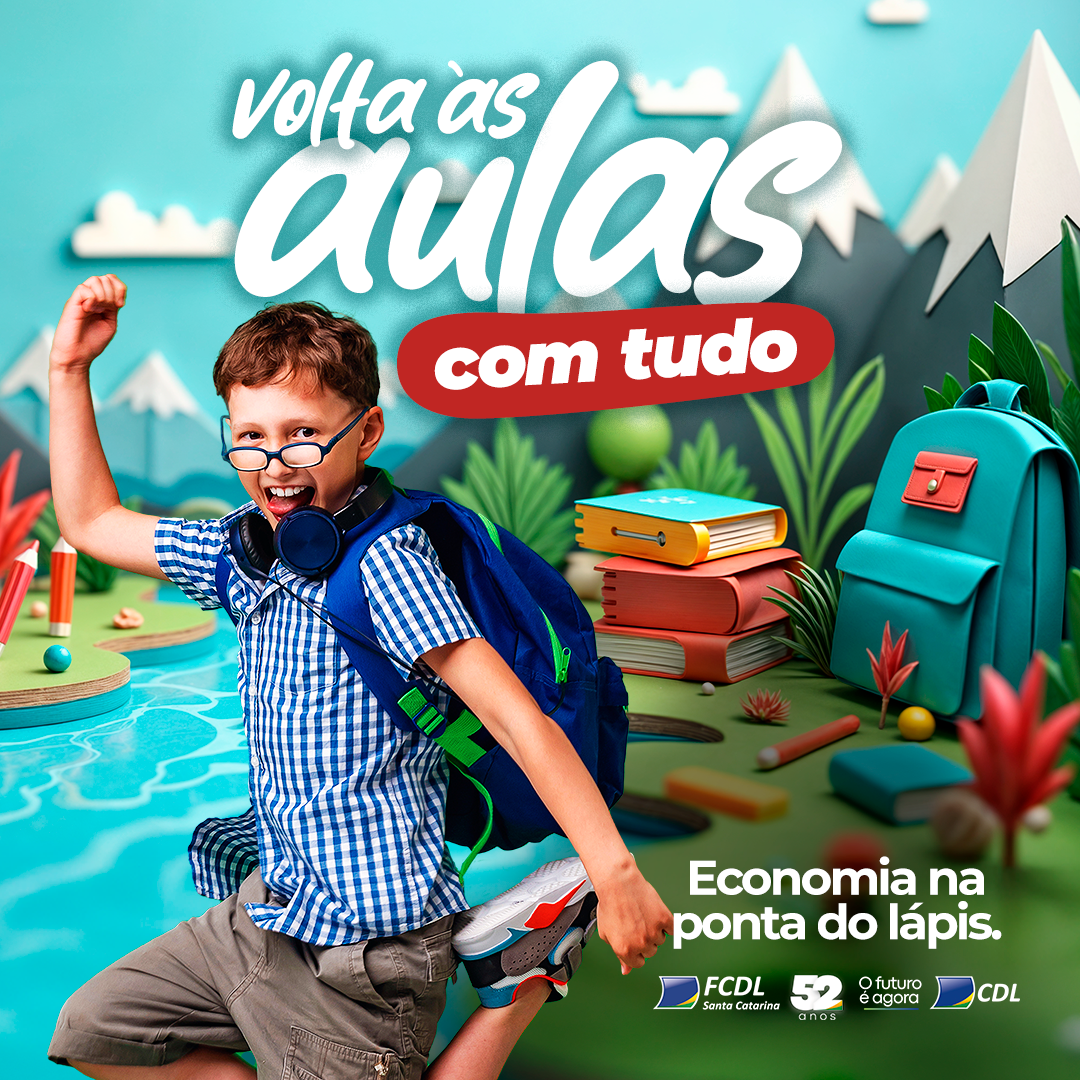 volta às
aulas
com tudo
Economia na
ponta do lápis.
FCDL
Santa Catarina
52
anos
O futuro
é agora
CDL